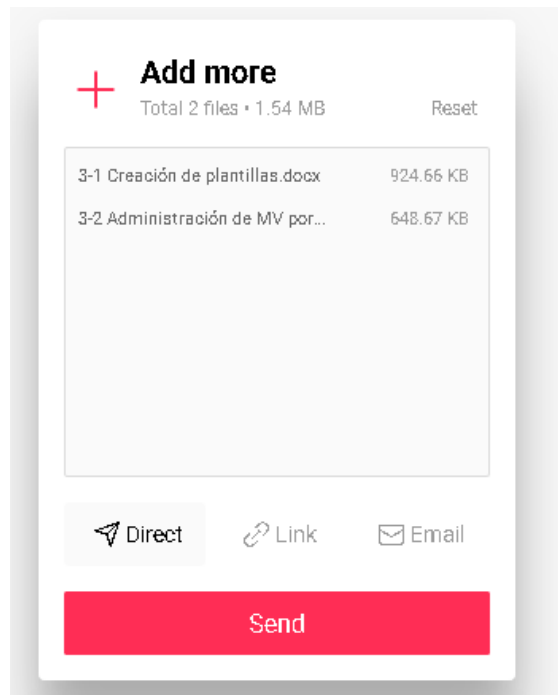 Add more
Total 2 files • 1.54 MB Reset
3-1 Creación de plantillas.docx 924.66 KB
3-2 Administración de MV por... 648.67 KB
Direct Link Email
Send